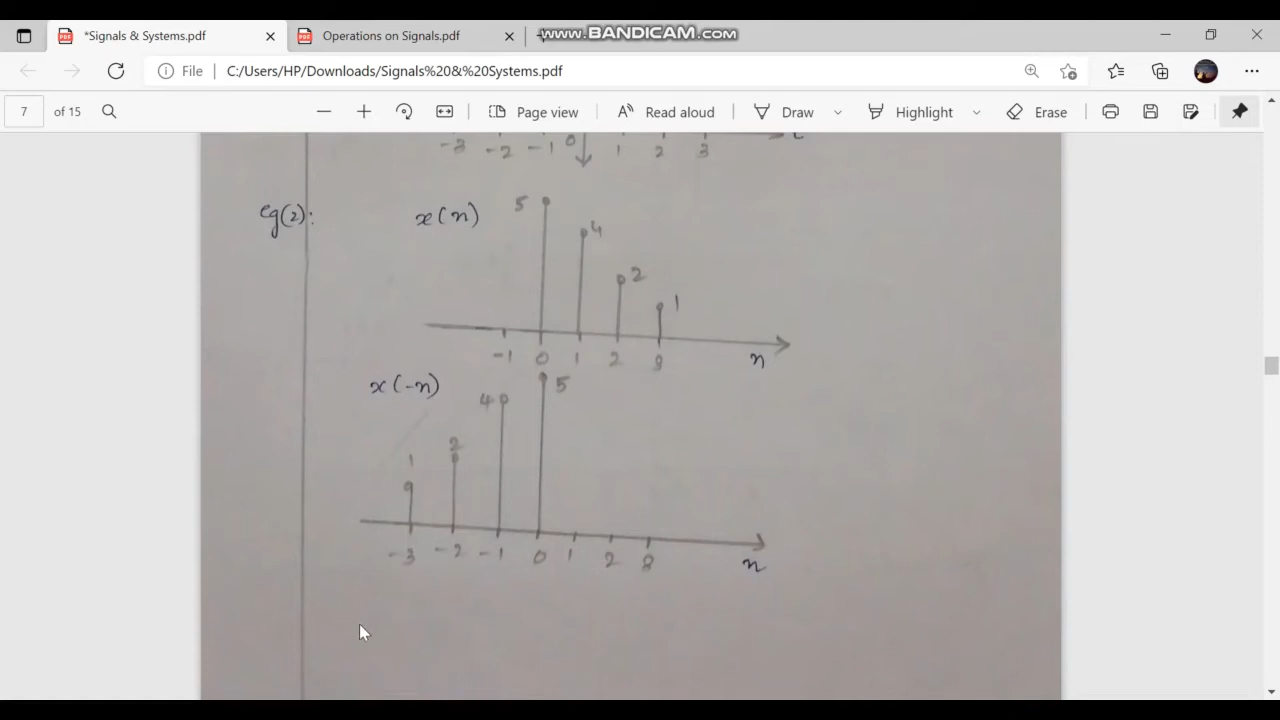 *Signals & Systems.pdf
Operations on Signals.pdf
www.BANDICAM.com
File C:/Users/HP/Downloads/Signals%20&%20Systems.pdf
7 of 15 Page view Read aloud Draw Highlight Erase
-3 -2 -1 0 1 2 3 t
eg(2): x(n) 5 4 2 1
-1 0 1 2 3 n
x(-n) 1 2 4 5
-3 -2 -1 0 1 2 3 n